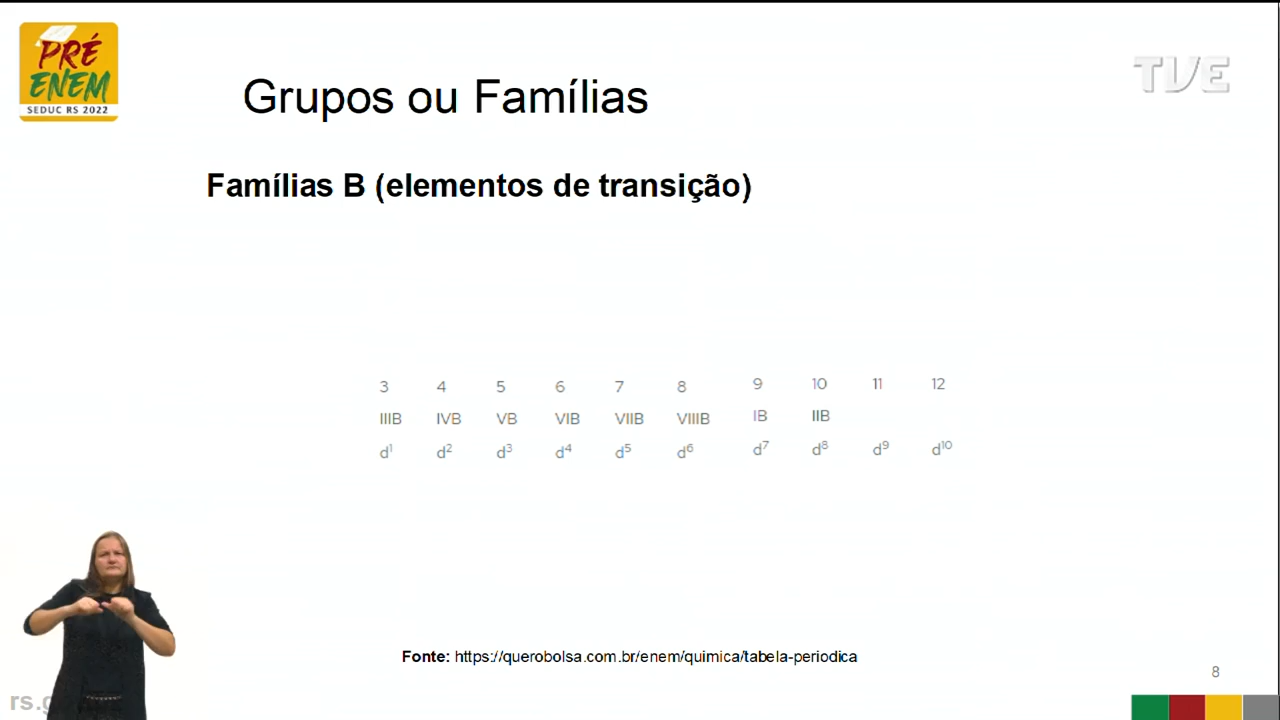 PRÉ
ENEM
SEDUC RS 2022
TVE
Grupos ou Famílias
Famílias B (elementos de transição)
3 4 5 6 7 8 9 10 11 12
IIIB IVB VB VIB VIIB VIIIB IB IIB
d¹ d² d³ d⁴ d⁵ d⁶ d⁷ d⁸ d⁹ d¹⁰
Fonte: https://querobolsa.com.br/enem/quimica/tabela-periodica
8